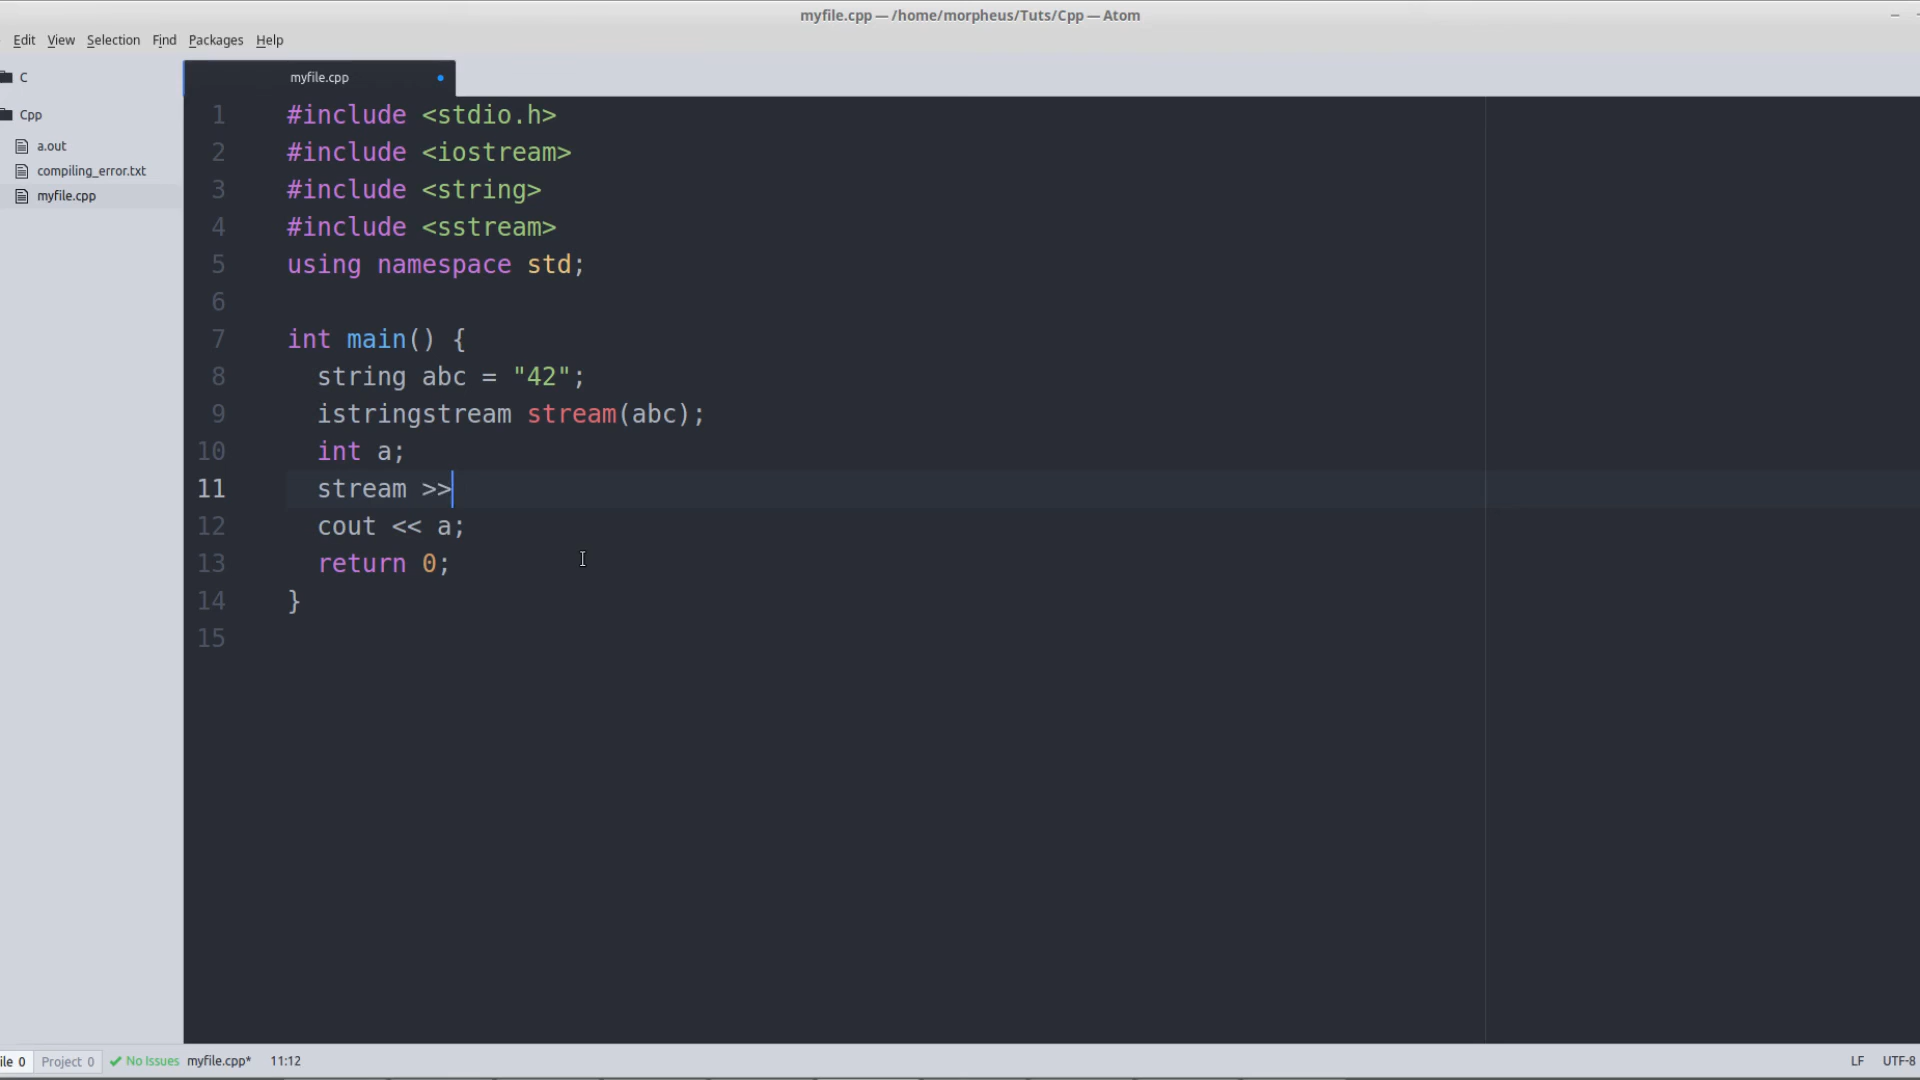 myfile.cpp — /home/morpheus/Tuts/Cpp — Atom
Edit View Selection Find Packages Help
C
Cpp
a.out
compiling_error.txt
myfile.cpp
myfile.cpp
1 #include <stdio.h>
2 #include <iostream>
3 #include <string>
4 #include <sstream>
5 using namespace std;
6
7 int main() {
8 string abc = "42";
9 istringstream stream(abc);
10 int a;
11 stream >>
12 cout << a;
13 return 0;
14 }
15
ile 0 Project 0 No Issues myfile.cpp* 11:12 LF UTF-8